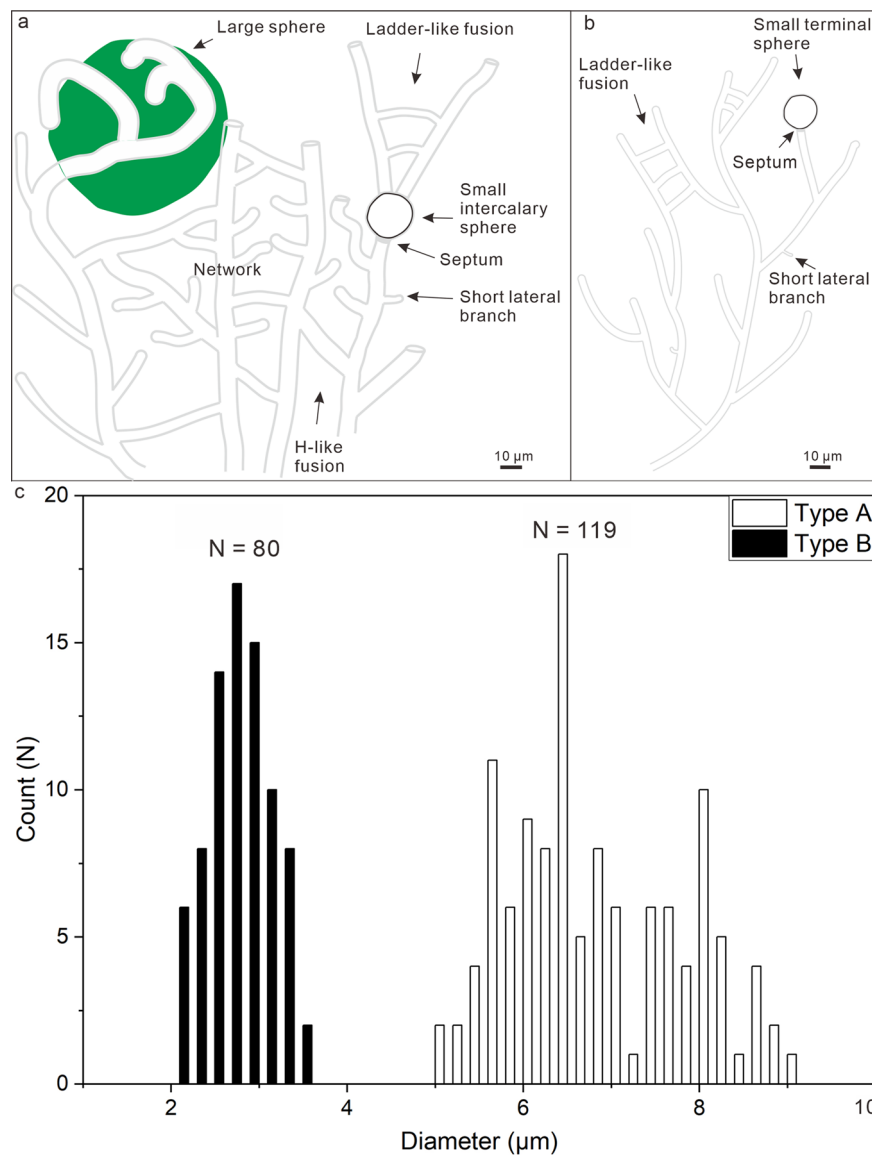 a
Large sphere
Ladder-like fusion
Small
intercalary
sphere
Septum
Network
Short lateral
branch
H-like
fusion
10 µm
b
Small terminal
sphere
Ladder-like
fusion
Septum
Short lateral
branch
10 µm
c
20
15
10
5
0
Count (N)
N = 80
N = 119
Type A
Type B
2
4
6
8
10
Diameter (µm)